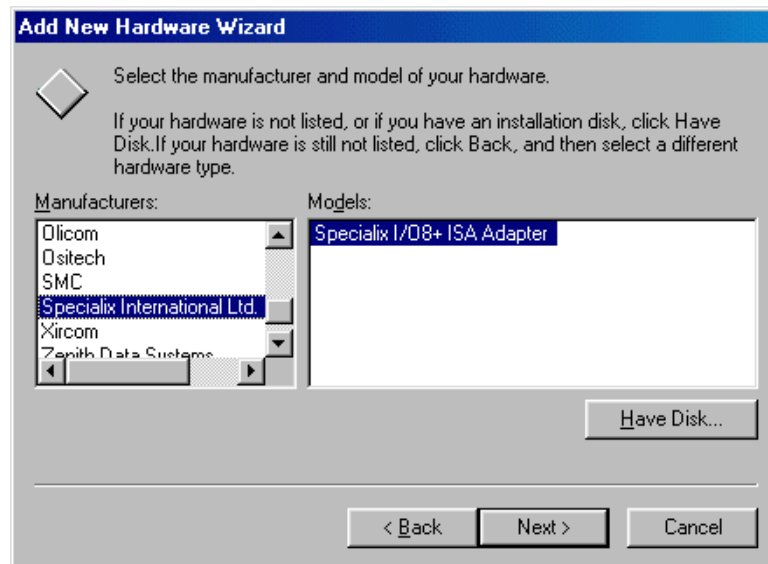 Add New Hardware Wizard
Select the manufacturer and model of your hardware.
If your hardware is not listed, or if you have an installation disk, click Have
Disk.If your hardware is still not listed, click Back, and then select a different
hardware type.
Manufacturers:
Olicom
Ositech
SMC
Specialix International Ltd.
Xircom
Zenith Data Systems
Models:
Specialix I/O8+ ISA Adapter
Have Disk...
< Back
Next >
Cancel